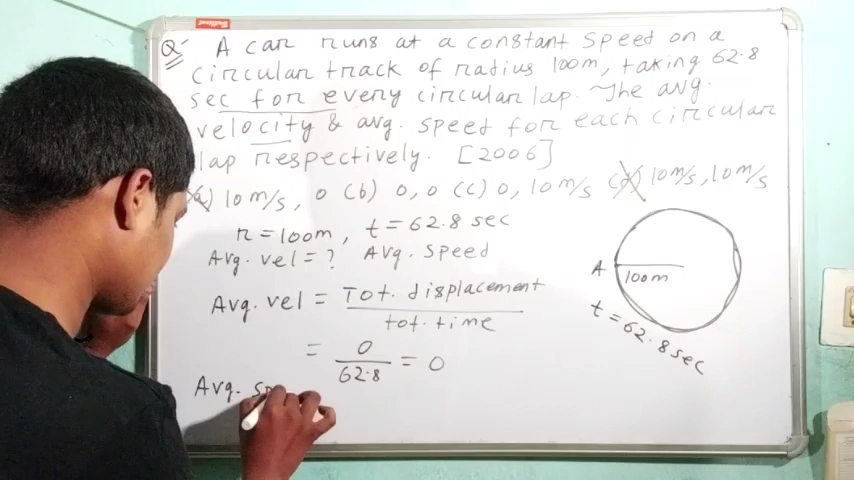 Q:- A car runs at a constant speed on a
circular track of radius 100m, taking 62.8
sec for every circular lap. The avg.
velocity & avg. speed for each circular
lap respectively. [2006]
(a) 10 m/s, 0 (b) 0, 0 (c) 0, 10 m/s (d) 10 m/s, 10 m/s
r = 100m, t = 62.8 sec
Avg. vel = ? Avg. speed
Avg. vel = Tot. displacement
tot. time
= 0
62.8 = 0
Avg. sp
A
100m
t = 62.8 sec